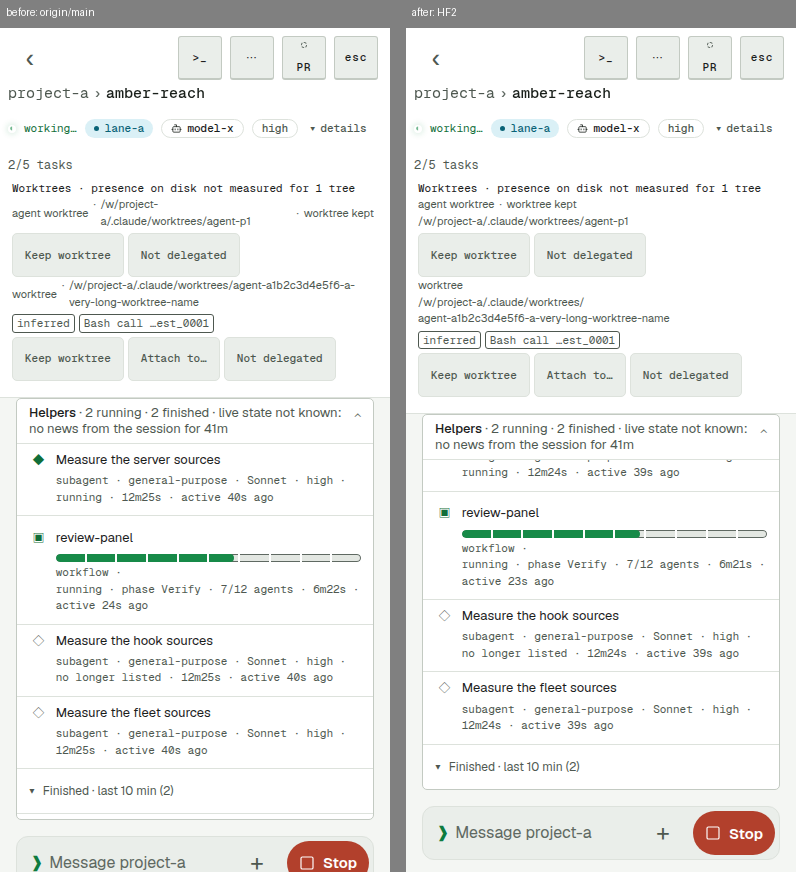 before: origin/main
‹
>_
...
PR
esc
project-a › amber-reach
working…
lane-a
model-x
high
▾ details
2/5 tasks
Worktrees · presence on disk not measured for 1 tree
agent worktree · /w/project-
a/.claude/worktrees/agent-p1 · worktree kept
Keep worktree
Not delegated
worktree · /w/project-a/.claude/worktrees/agent-a1b2c3d4e5f6-a-
very-long-worktree-name
inferred
Bash call …est_0001
Keep worktree
Attach to…
Not delegated
Helpers · 2 running · 2 finished · live state not known:
no news from the session for 41m
Measure the server sources
subagent · general-purpose · Sonnet · high ·
running · 12m25s · active 40s ago
review-panel
workflow ·
running · phase Verify · 7/12 agents · 6m22s ·
active 24s ago
Measure the hook sources
subagent · general-purpose · Sonnet · high ·
no longer listed · 12m25s · active 40s ago
Measure the fleet sources
subagent · general-purpose · Sonnet · high ·
12m25s · active 40s ago
▾ Finished · last 10 min (2)
❯ Message project-a
+
Stop
after: HF2
‹
>_
...
PR
esc
project-a › amber-reach
working…
lane-a
model-x
high
▾ details
2/5 tasks
Worktrees · presence on disk not measured for 1 tree
agent worktree · worktree kept
/w/project-a/.claude/worktrees/agent-p1
Keep worktree
Not delegated
worktree
/w/project-a/.claude/worktrees/
agent-a1b2c3d4e5f6-a-very-long-worktree-name
inferred
Bash call …est_0001
Keep worktree
Attach to…
Not delegated
Helpers · 2 running · 2 finished · live state not known:
no news from the session for 41m
running · 12m24s · active 39s ago
review-panel
workflow ·
running · phase Verify · 7/12 agents · 6m21s ·
active 23s ago
Measure the hook sources
subagent · general-purpose · Sonnet · high ·
no longer listed · 12m24s · active 39s ago
Measure the fleet sources
subagent · general-purpose · Sonnet · high ·
12m24s · active 39s ago
▾ Finished · last 10 min (2)
❯ Message project-a
+
Stop